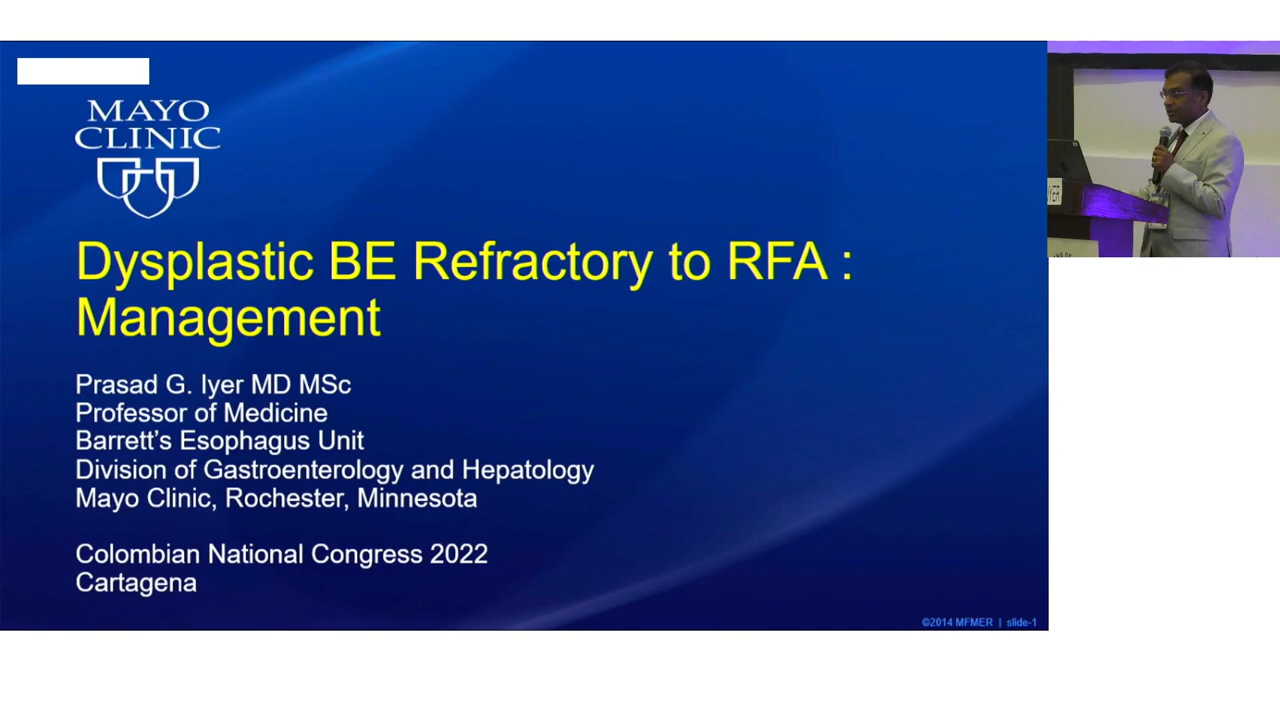 MAYO
CLINIC
Dysplastic BE Refractory to RFA :
Management
Prasad G. Iyer MD MSc
Professor of Medicine
Barrett's Esophagus Unit
Division of Gastroenterology and Hepatology
Mayo Clinic, Rochester, Minnesota
Colombian National Congress 2022
Cartagena
©2014 MFMER | slide-1